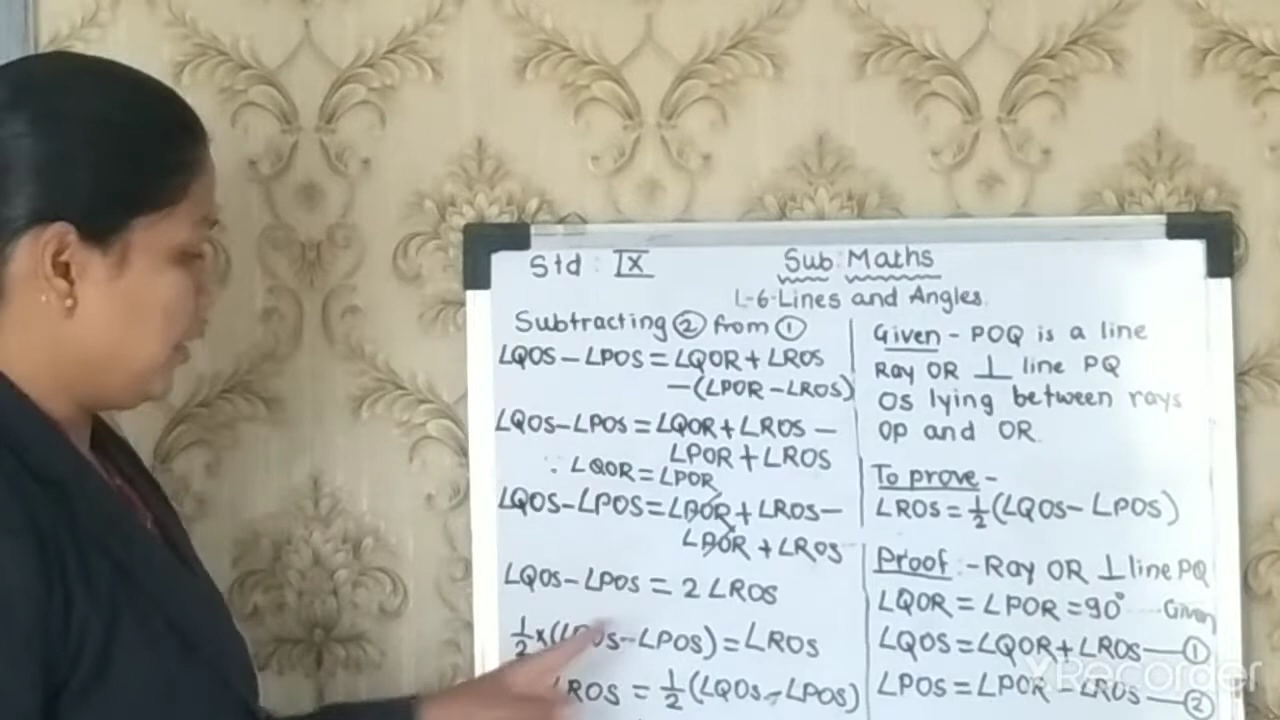 Std : IX
Sub: Maths
L-6-Lines and Angles.
Subtracting ② from ①
∠QOS − ∠POS = ∠QOR + ∠ROS
−(∠POR − ∠ROS)
∠QOS − ∠POS = ∠QOR + ∠ROS −
∠POR + ∠ROS
∵ ∠QOR = ∠POR
∠QOS − ∠POS = ∠POR + ∠ROS −
∠POR + ∠ROS
∠QOS − ∠POS = 2 ∠ROS
½ × (∠QOS − ∠POS) = ∠ROS
∠ROS = ½ (∠QOS − ∠POS)
Given - POQ is a line
Ray OR ⊥ line PQ
OS lying between rays
OP and OR.
To prove -
∠ROS = ½ (∠QOS − ∠POS)
Proof :- Ray OR ⊥ line PQ
∠QOR = ∠POR = 90° ... Given
∠QOS = ∠QOR + ∠ROS — ①
∠POS = ∠POR − ∠ROS — ②
XRecorder